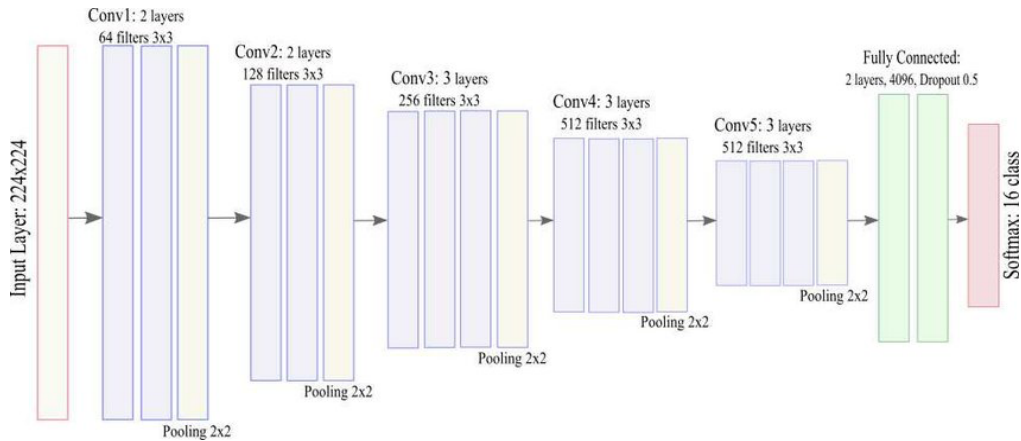 Input Layer: 224x224
Conv1: 2 layers
64 filters 3x3
Pooling 2x2
Conv2: 2 layers
128 filters 3x3
Pooling 2x2
Conv3: 3 layers
256 filters 3x3
Pooling 2x2
Conv4: 3 layers
512 filters 3x3
Pooling 2x2
Conv5: 3 layers
512 filters 3x3
Pooling 2x2
Fully Connected:
2 layers, 4096, Dropout 0.5
Softmax: 16 class